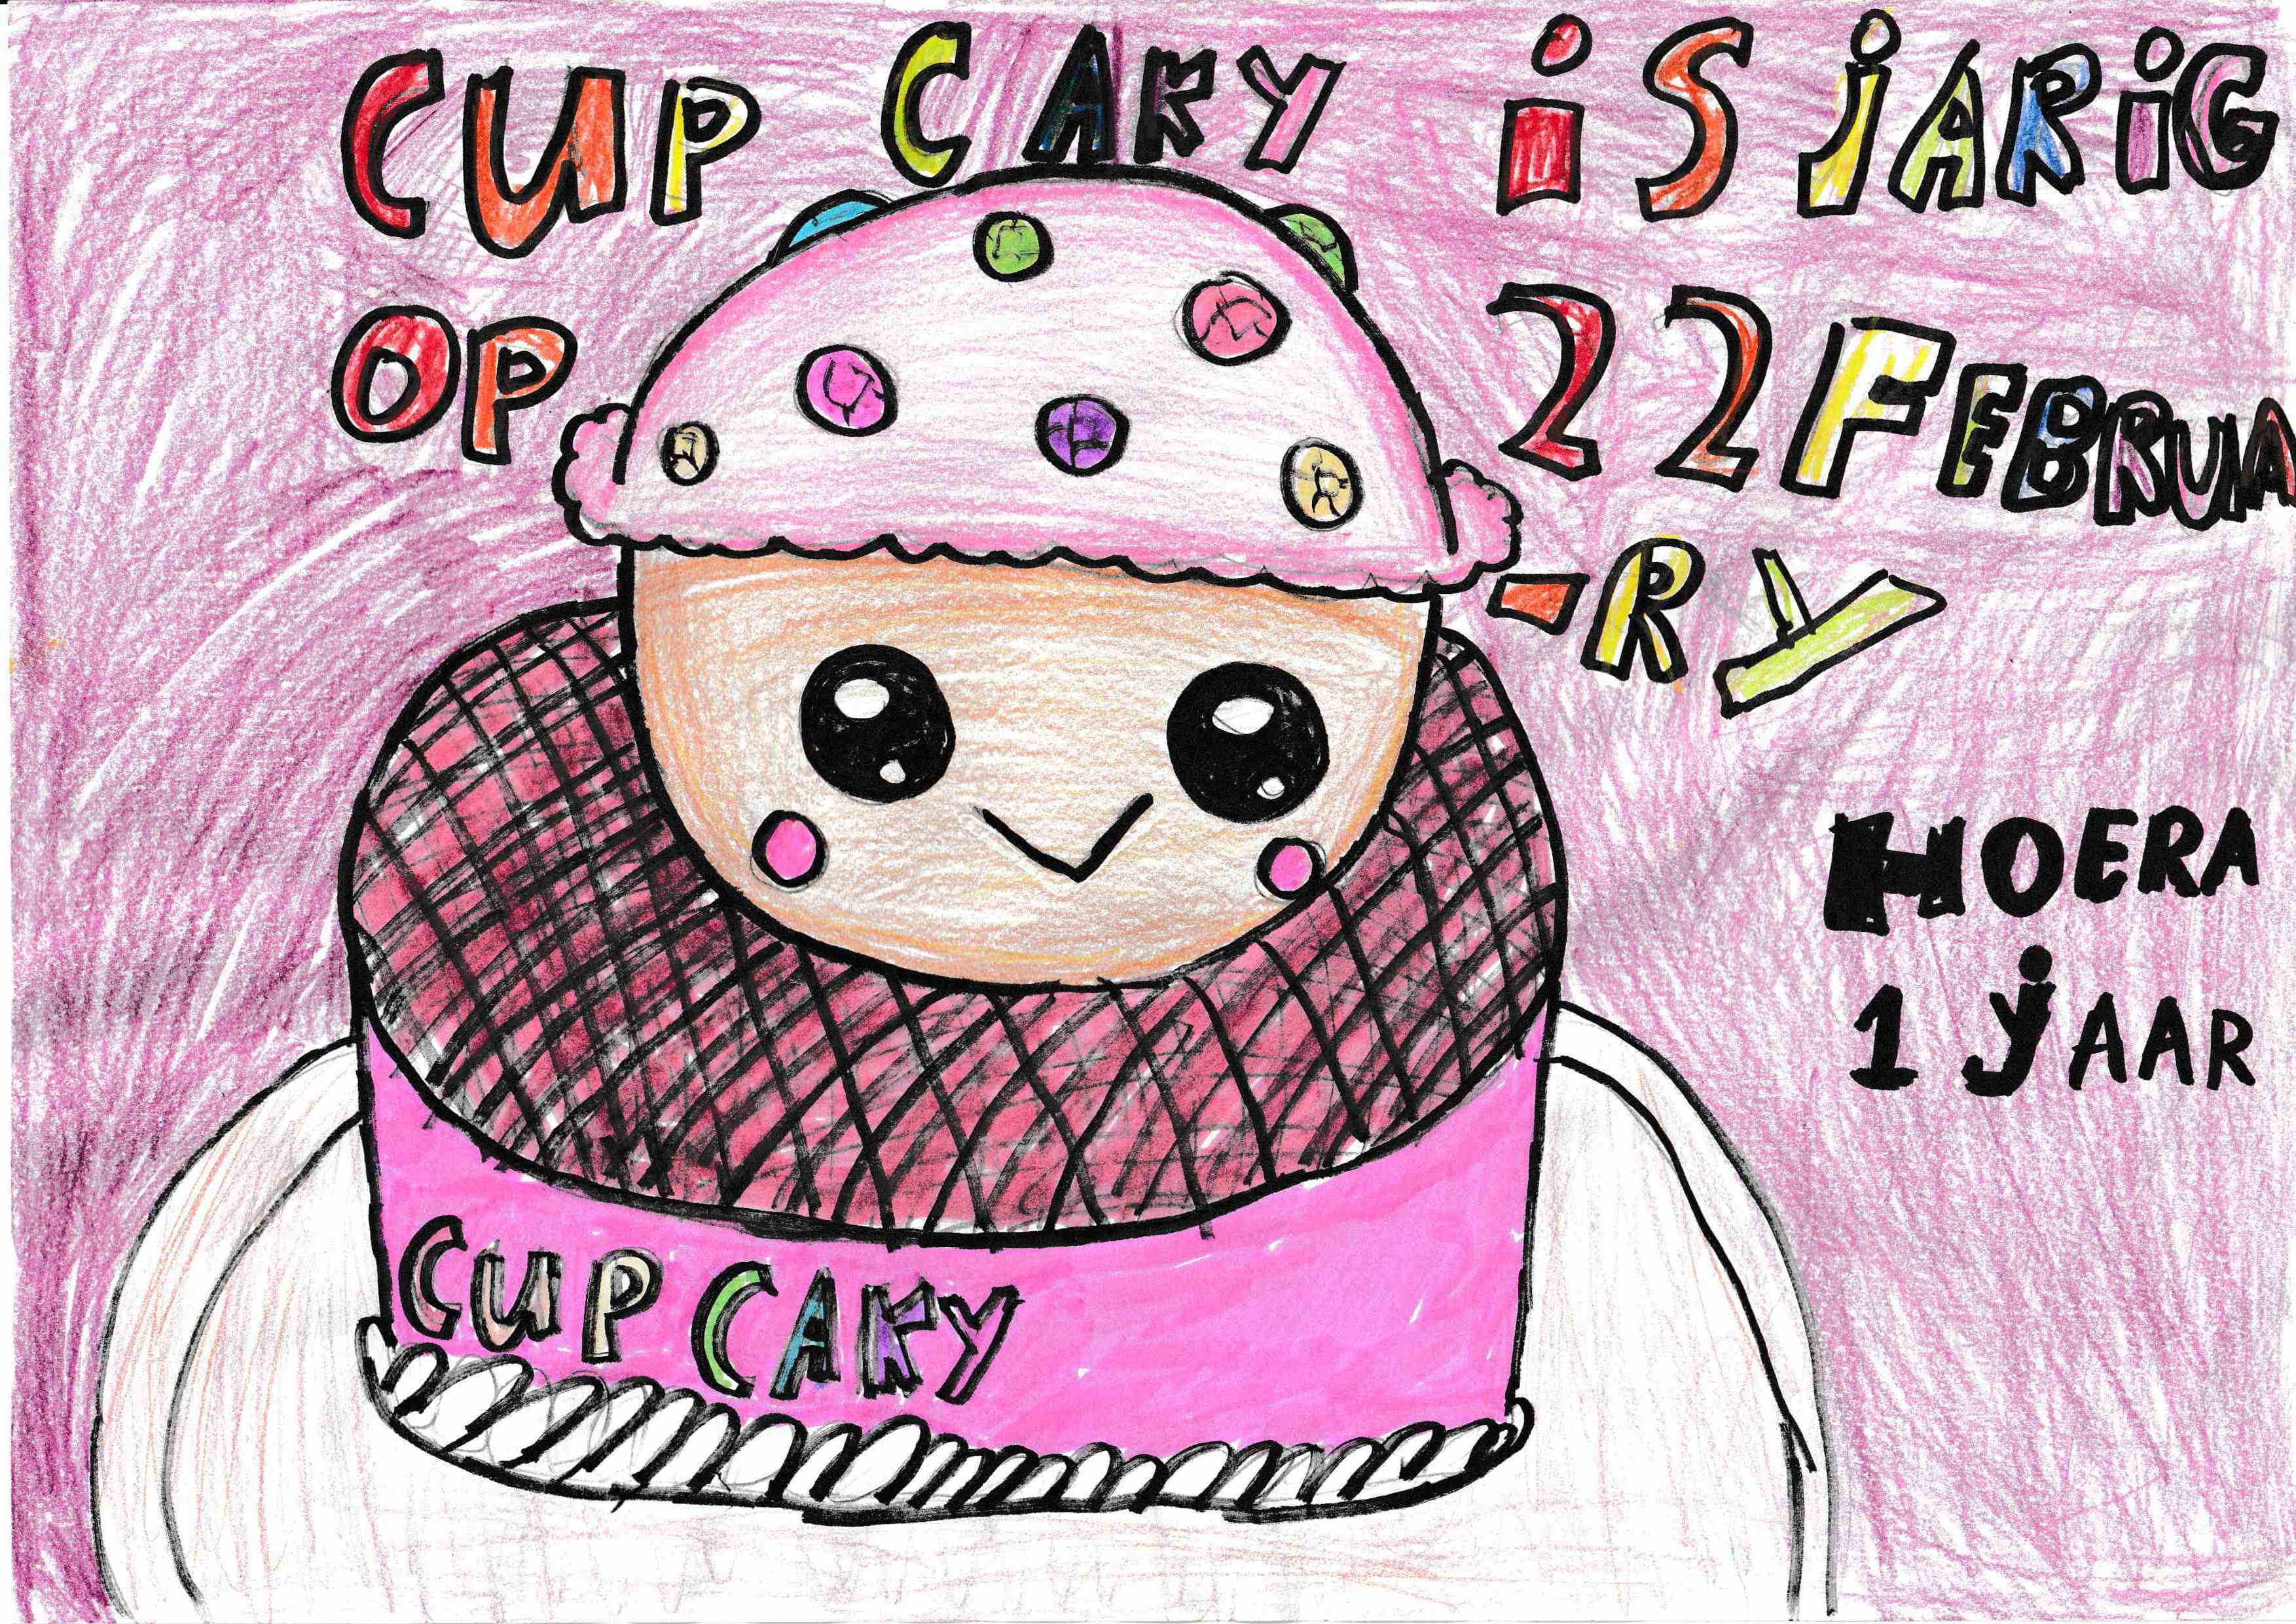 CUP CAKY iS jARiG
OP 22 FEBRUA
-RY
HOERA
1 jAAR
CUP CAKY